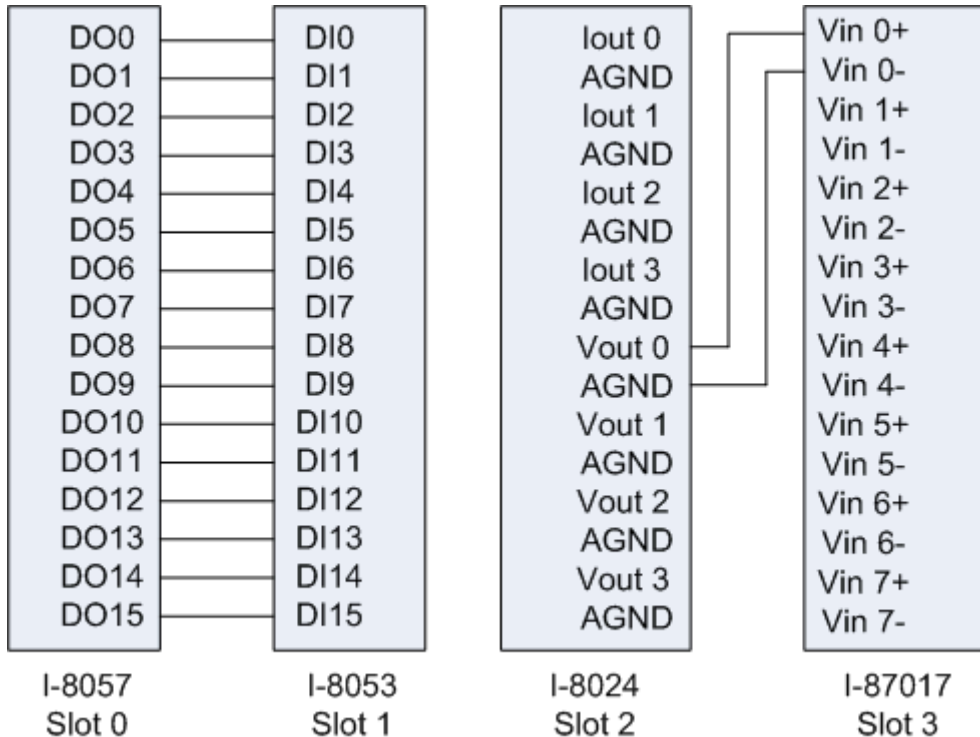 DO0
DO1
DO2
DO3
DO4
DO5
DO6
DO7
DO8
DO9
DO10
DO11
DO12
DO13
DO14
DO15
I-8057
Slot 0
DI0
DI1
DI2
DI3
DI4
DI5
DI6
DI7
DI8
DI9
DI10
DI11
DI12
DI13
DI14
DI15
I-8053
Slot 1
Iout 0
AGND
Iout 1
AGND
Iout 2
AGND
Iout 3
AGND
Vout 0
AGND
Vout 1
AGND
Vout 2
AGND
Vout 3
AGND
I-8024
Slot 2
Vin 0+
Vin 0-
Vin 1+
Vin 1-
Vin 2+
Vin 2-
Vin 3+
Vin 3-
Vin 4+
Vin 4-
Vin 5+
Vin 5-
Vin 6+
Vin 6-
Vin 7+
Vin 7-
I-87017
Slot 3